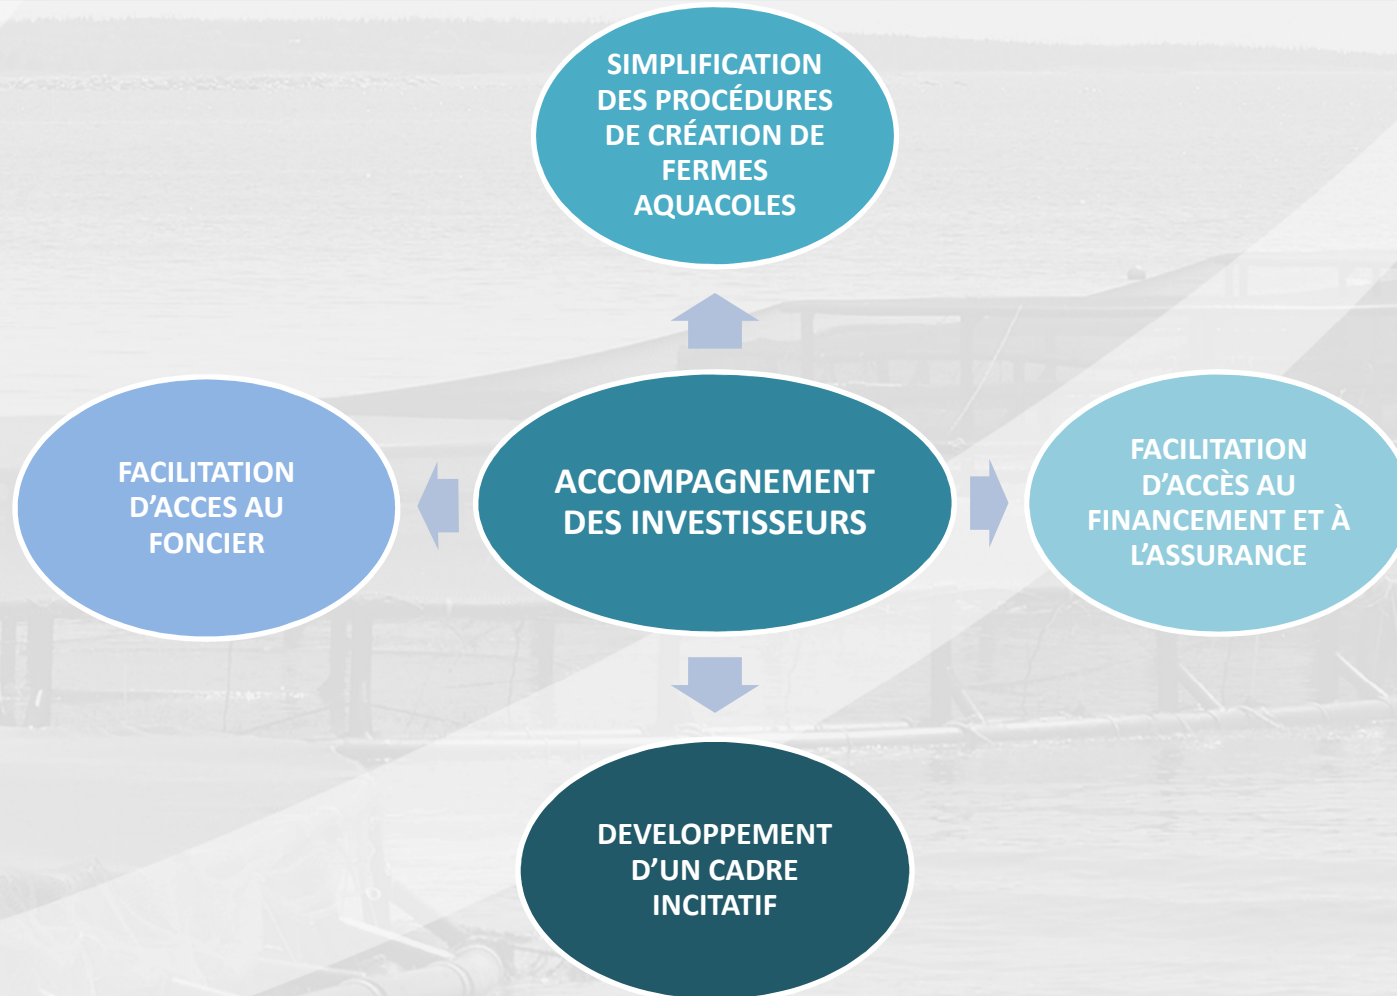 SIMPLIFICATION
DES PROCÉDURES
DE CRÉATION DE
FERMES
AQUACOLES
FACILITATION
D’ACCES AU
FONCIER
ACCOMPAGNEMENT
DES INVESTISSEURS
FACILITATION
D’ACCÈS AU
FINANCEMENT ET À
L’ASSURANCE
DEVELOPPEMENT
D’UN CADRE
INCITATIF